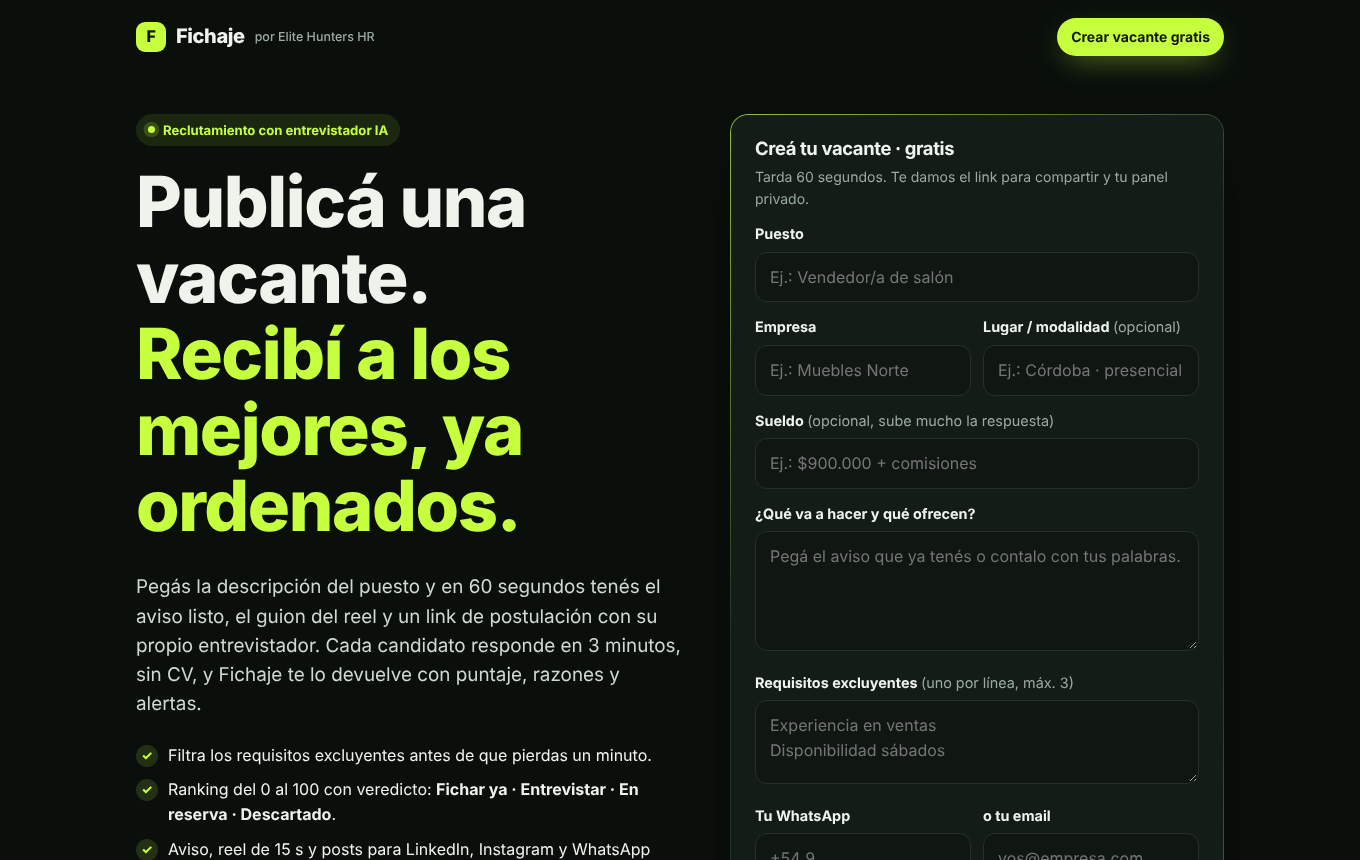 F Fichaje por Elite Hunters HR
Crear vacante gratis
Reclutamiento con entrevistador IA
Publicá una
vacante.
Recibí a los
mejores, ya
ordenados.
Pegás la descripción del puesto y en 60 segundos tenés el
aviso listo, el guion del reel y un link de postulación con su
propio entrevistador. Cada candidato responde en 3 minutos,
sin CV, y Fichaje te lo devuelve con puntaje, razones y
alertas.
Filtra los requisitos excluyentes antes de que pierdas un minuto.
Ranking del 0 al 100 con veredicto: Fichar ya · Entrevistar · En
reserva · Descartado.
Aviso, reel de 15 s y posts para LinkedIn, Instagram y WhatsApp
Creá tu vacante · gratis
Tarda 60 segundos. Te damos el link para compartir y tu panel
privado.
Puesto
Ej.: Vendedor/a de salón
Empresa
Lugar / modalidad (opcional)
Ej.: Muebles Norte
Ej.: Córdoba · presencial
Sueldo (opcional, sube mucho la respuesta)
Ej.: $900.000 + comisiones
¿Qué va a hacer y qué ofrecen?
Pegá el aviso que ya tenés o contalo con tus palabras.
Requisitos excluyentes (uno por línea, máx. 3)
Experiencia en ventas
Disponibilidad sábados
Tu WhatsApp
o tu email
+54 9
vos@empresa.com